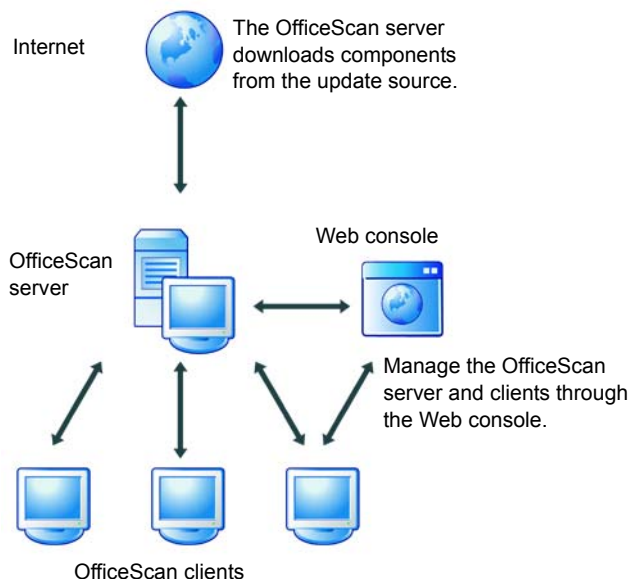 Internet
The OfficeScan server
downloads components
from the update source.
OfficeScan
server
Web console
Manage the OfficeScan
server and clients through
the Web console.
OfficeScan clients